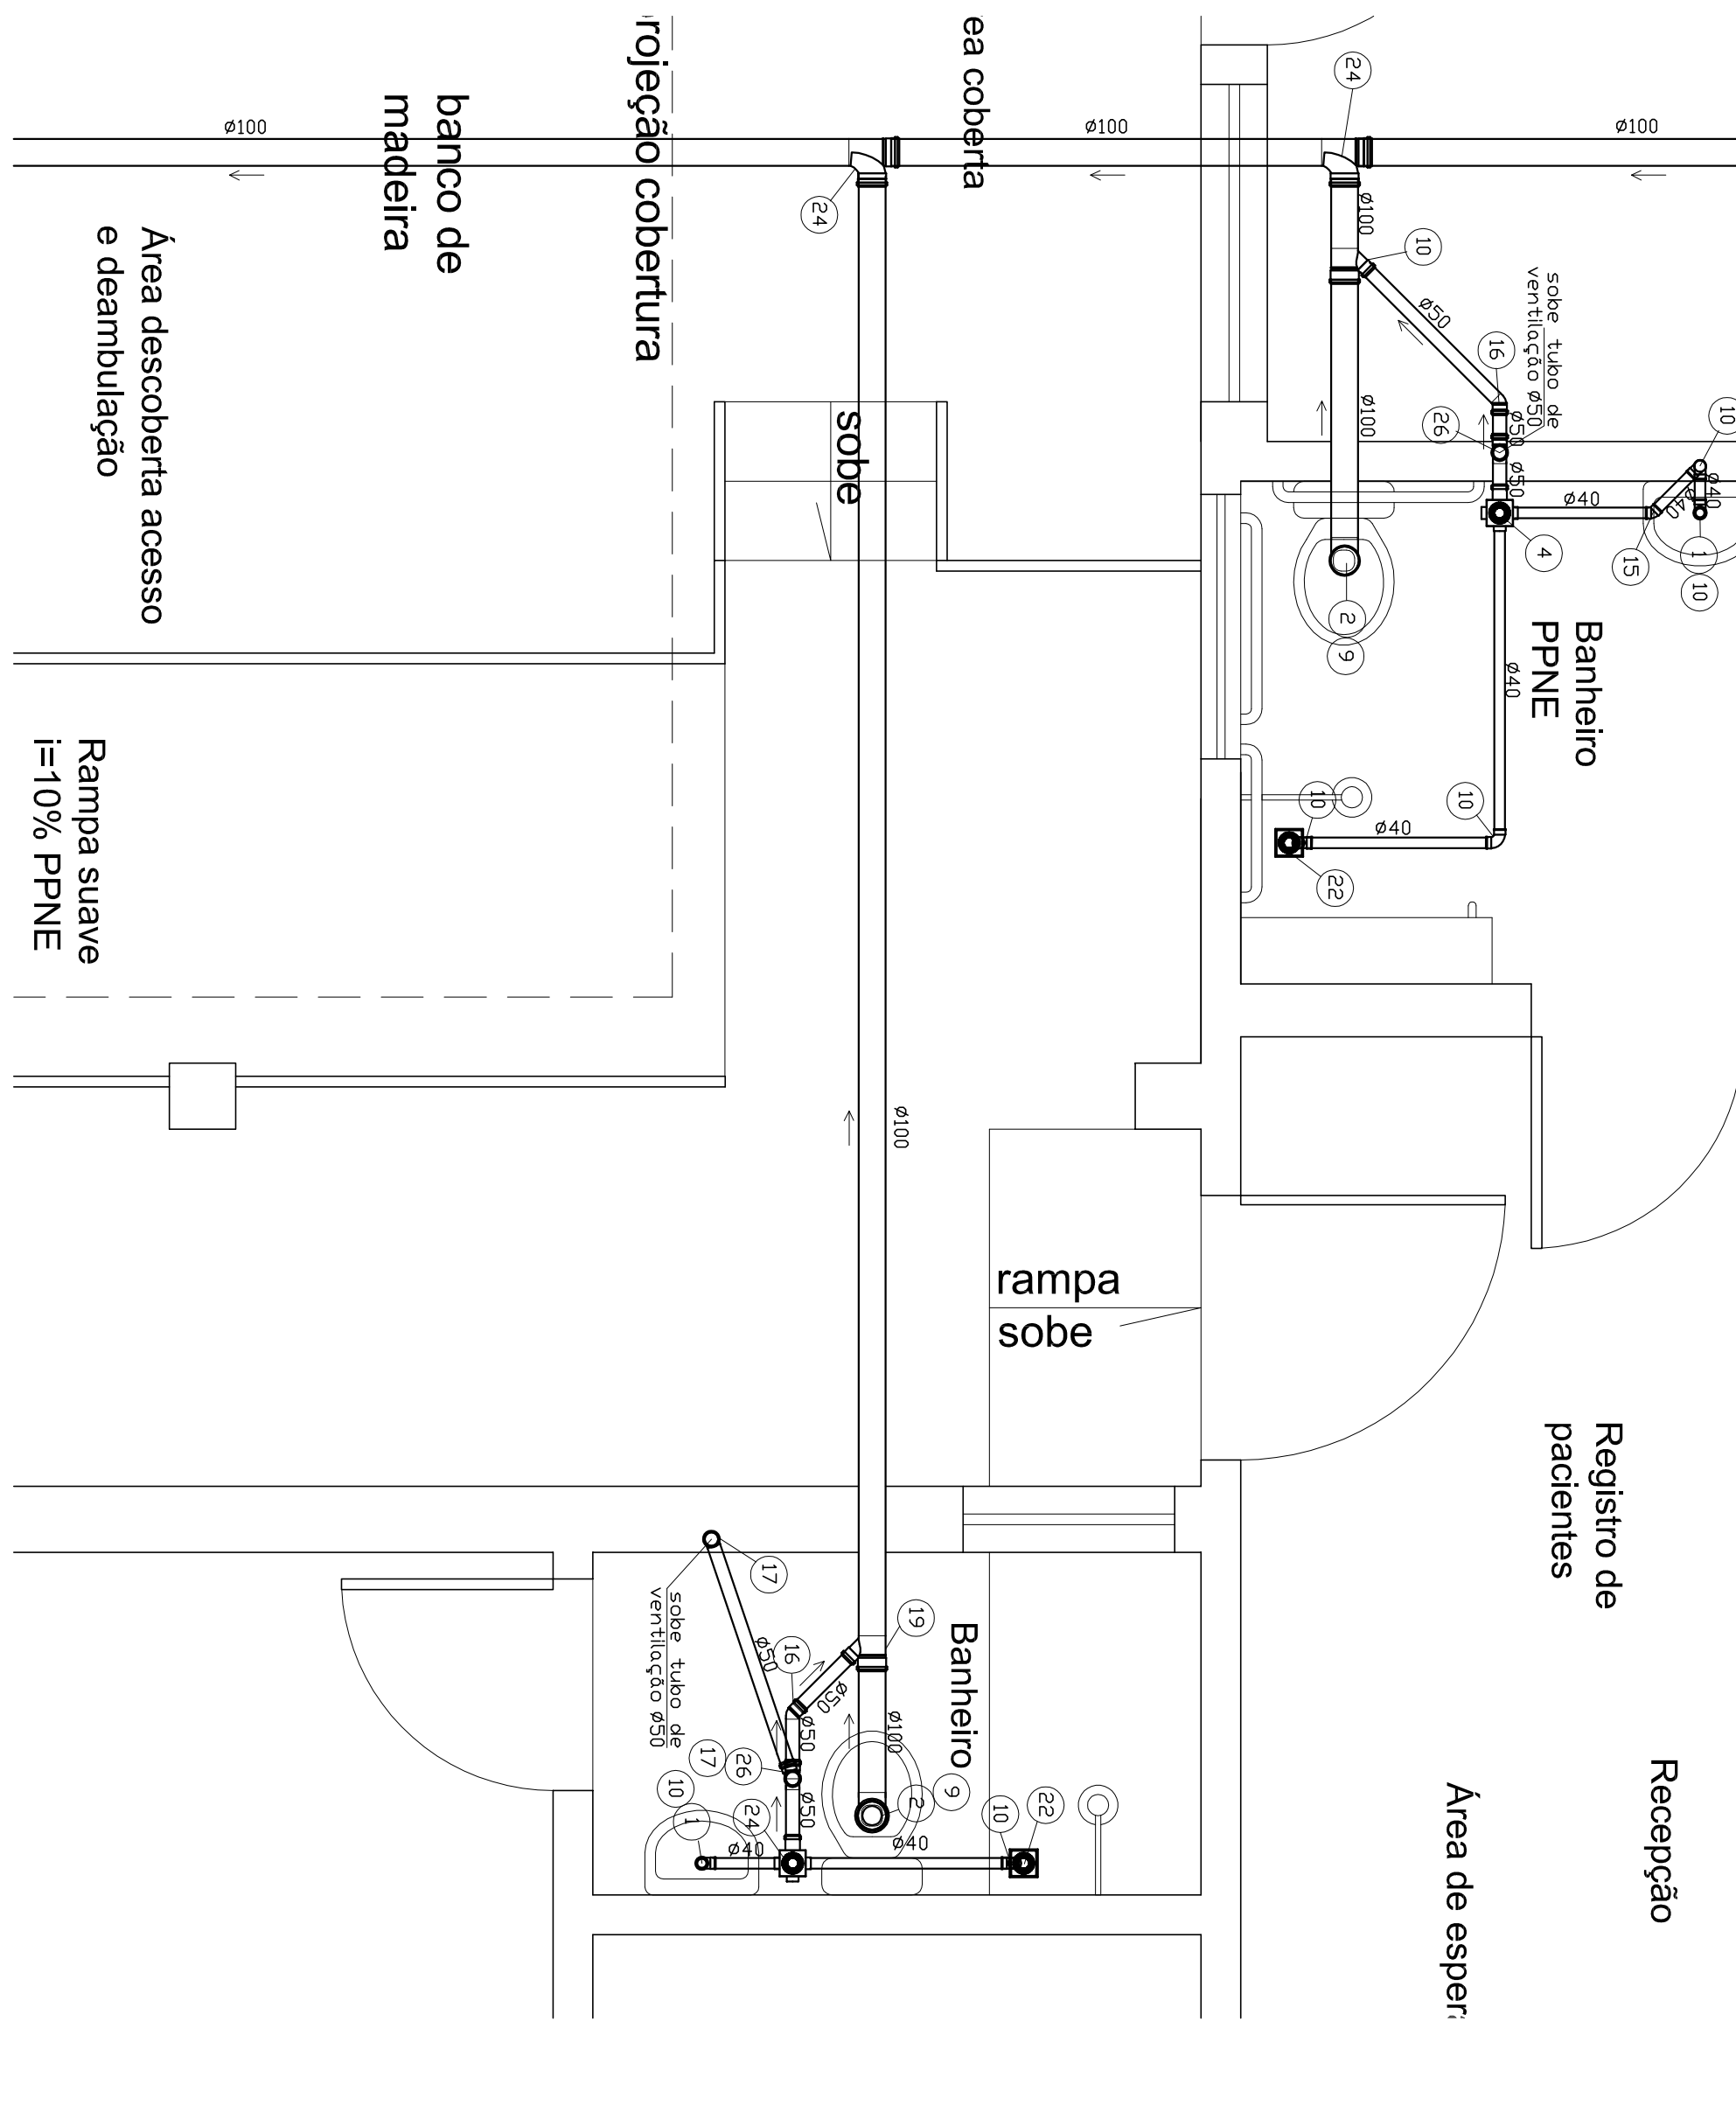 rojeção cobertura
ea coberta
banco de
madeira
Área descoberta acesso
e deambulação
Rampa suave
i=10% PPNE
sobe
rampa
sobe
Banheiro
PPNE
Banheiro
Registro de
pacientes
Recepção
Área de esper
sobe tubo de
ventilação ø50
sobe tubo de
ventilação ø50
ø100
ø100
ø100
24
24
ø100
10
ø50
16
26
ø100
ø50
ø50
ø40
ø40
ø40
10
4
15
1
10
2
9
ø40
10
10
ø40
22
ø100
17
19
16
ø50
ø50
ø50
ø100
17
26
ø50
10
1
24
2
9
10
22
ø40
ø40